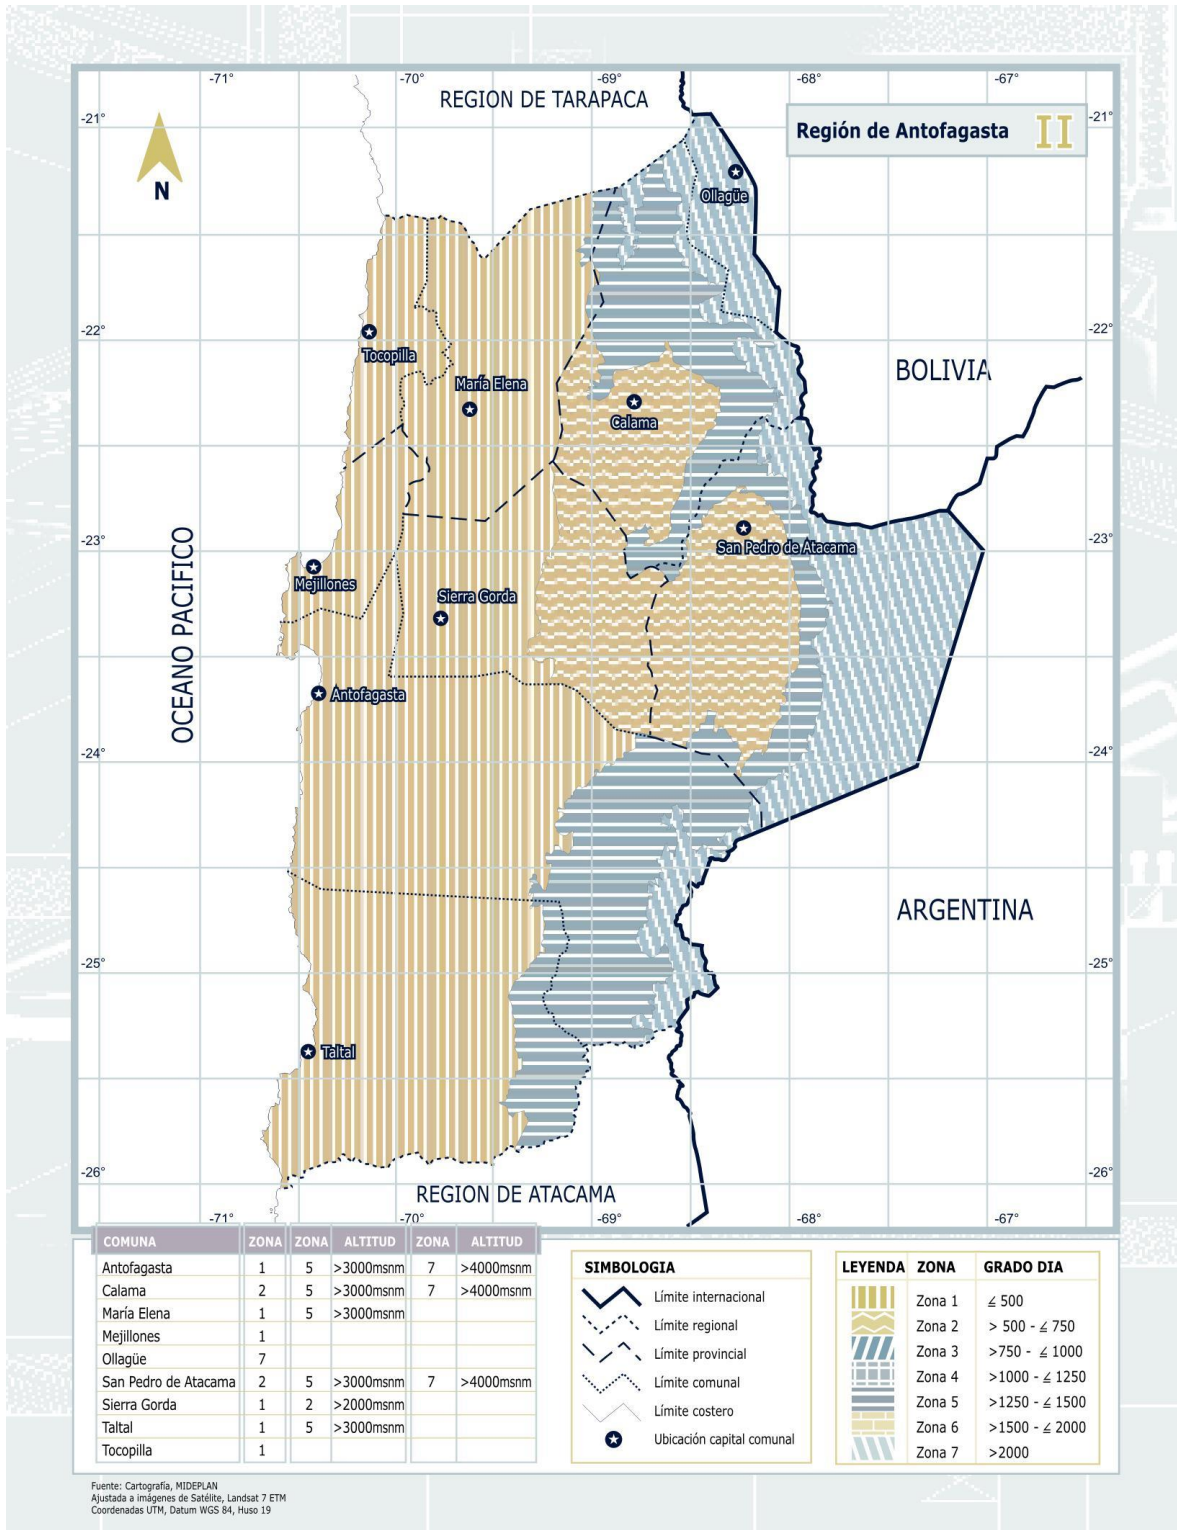 -71° -70° -69° -68° -67°
REGION DE TARAPACA
-21° -21°
Región de Antofagasta II
N
Ollagüe
-22° -22°
Tocopilla
BOLIVIA
María Elena
Calama
San Pedro de Atacama
-23° -23°
Mejillones
Sierra Gorda
OCEANO PACIFICO
Antofagasta
-24° -24°
ARGENTINA
-25° -25°
Taltal
-26° -26°
REGION DE ATACAMA
-71° -70° -69° -68° -67°
COMUNA ZONA ZONA ALTITUD ZONA ALTITUD
Antofagasta 1 5 >3000msnm 7 >4000msnm
Calama 2 5 >3000msnm 7 >4000msnm
María Elena 1 5 >3000msnm
Mejillones 1
Ollagüe 7
San Pedro de Atacama 2 5 >3000msnm 7 >4000msnm
Sierra Gorda 1 2 >2000msnm
Taltal 1 5 >3000msnm
Tocopilla 1
SIMBOLOGIA
Límite internacional
Límite regional
Límite provincial
Límite comunal
Límite costero
Ubicación capital comunal
LEYENDA ZONA GRADO DIA
Zona 1 ≤ 500
Zona 2 > 500 - ≤ 750
Zona 3 >750 - ≤ 1000
Zona 4 >1000 - ≤ 1250
Zona 5 >1250 - ≤ 1500
Zona 6 >1500 - ≤ 2000
Zona 7 >2000
Fuente: Cartografía, MIDEPLAN
Ajustada a imágenes de Satélite, Landsat 7 ETM
Coordenadas UTM, Datum WGS 84, Huso 19